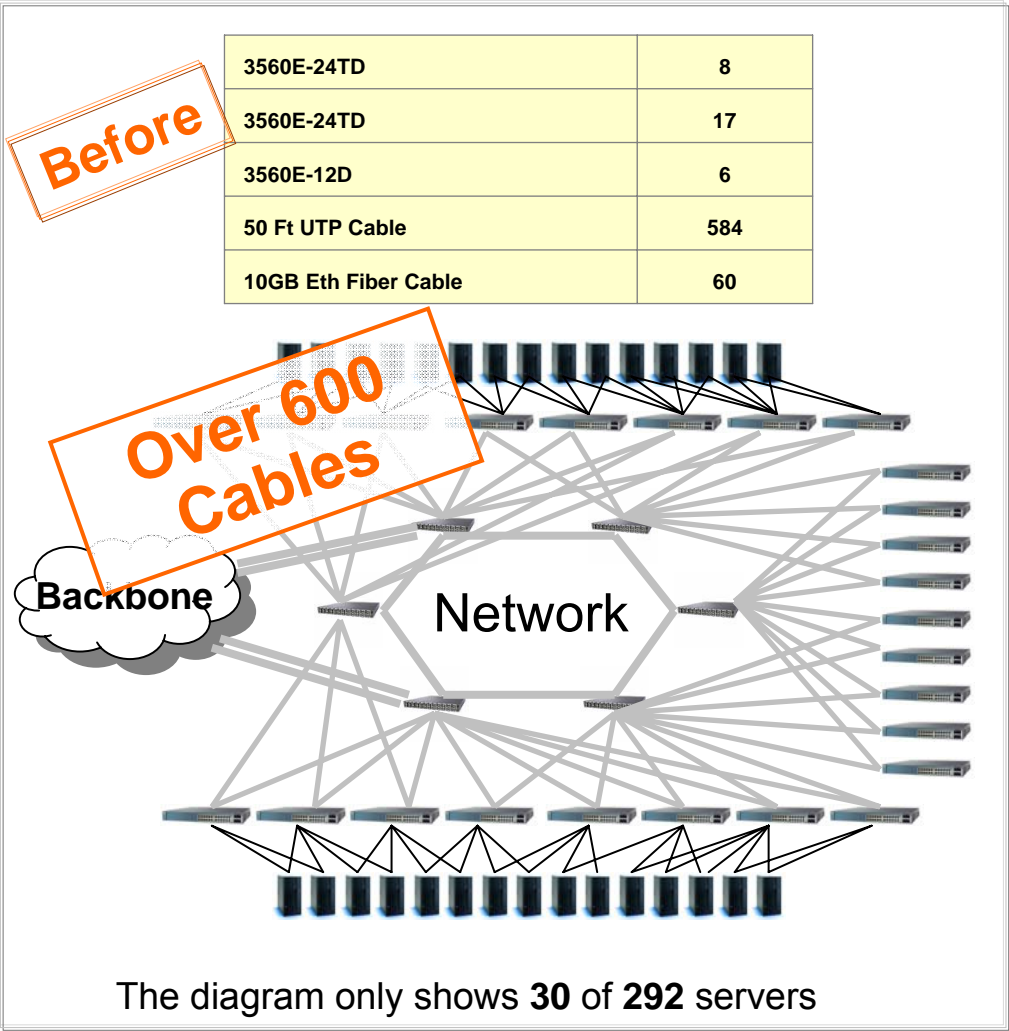 Before
3560E-24TD 8
3560E-24TD 17
3560E-12D 6
50 Ft UTP Cable 584
10GB Eth Fiber Cable 60
Over 600
Cables
Backbone
Network
The diagram only shows 30 of 292 servers